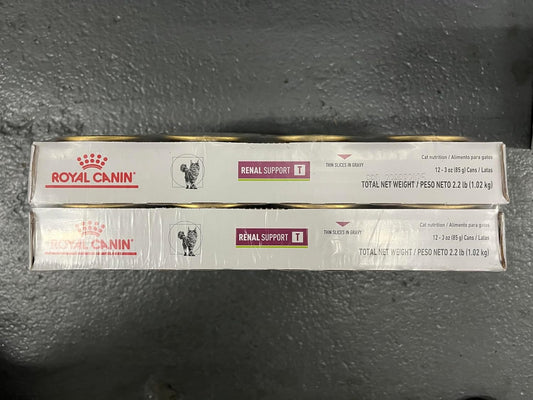 ROYAL CANIN
RENAL SUPPORT T
THIN SLICES IN GRAVY
Cat nutrition / Alimento para gatos
12 - 3 oz (85 g) Cans / Latas
TOTAL NET WEIGHT / PESO NETO 2.2 lb (1.02 kg)
ROYAL CANIN
RENAL SUPPORT T
THIN SLICES IN GRAVY
Cat nutrition / Alimento para gatos
12 - 3 oz (85 g) Cans / Latas
TOTAL NET WEIGHT / PESO NETO 2.2 lb (1.02 kg)